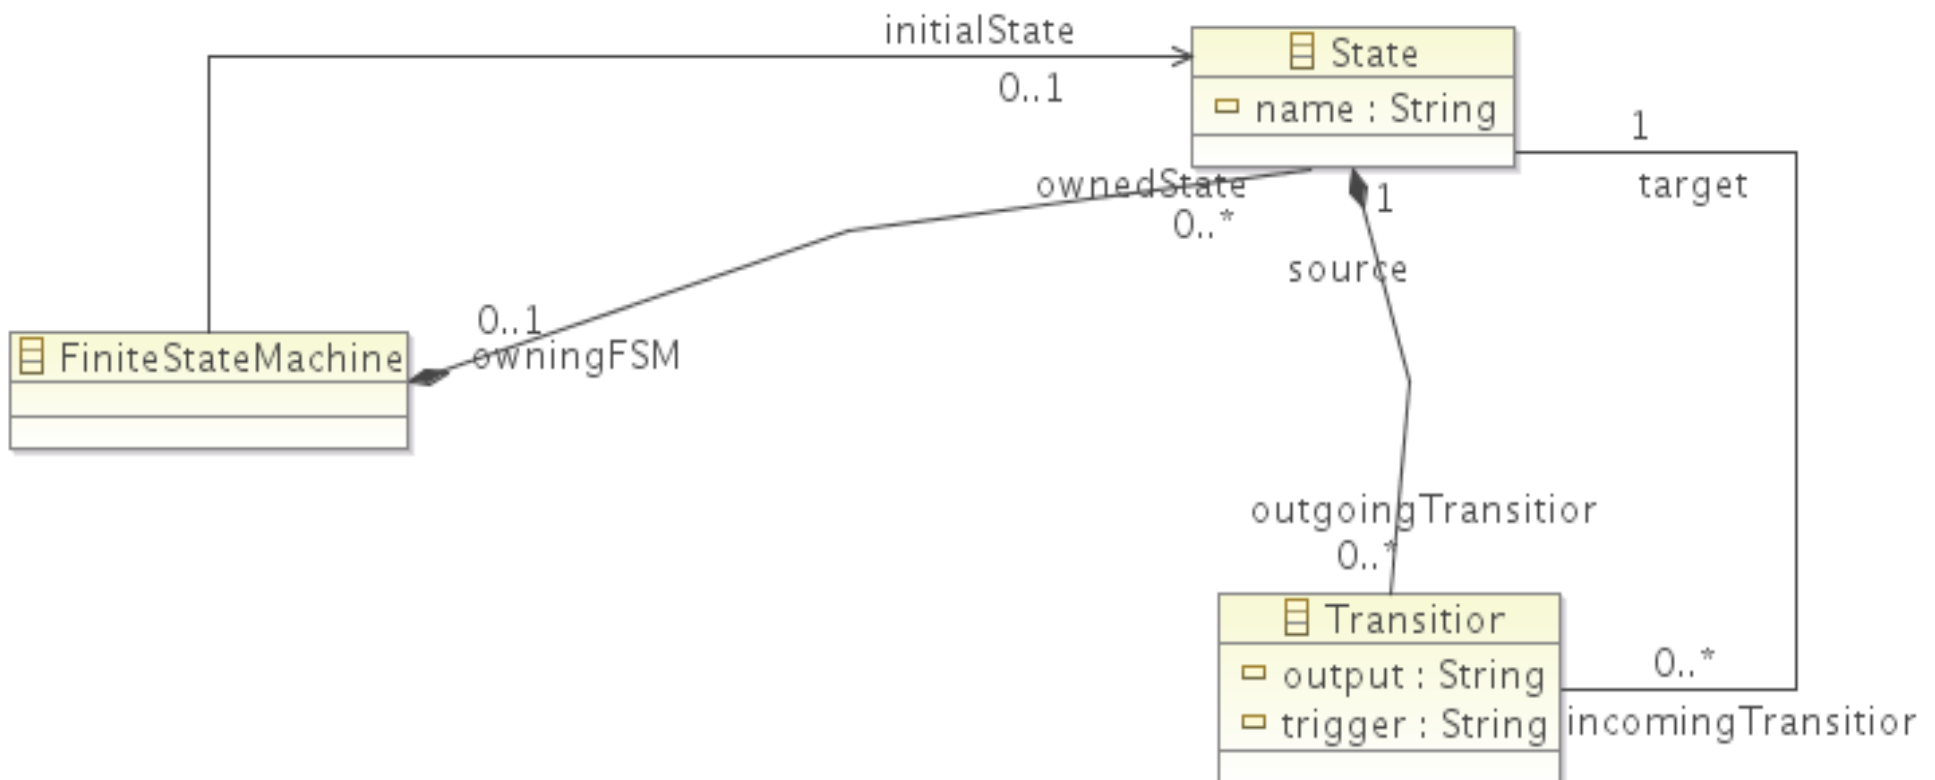 initialState
0..1
State
name : String
1
target
ownedState
0..*
1
source
0..1
owningFSM
FiniteStateMachine
outgoingTransitior
0..*
Transitior
output : String
trigger : String
0..*
incomingTransitior